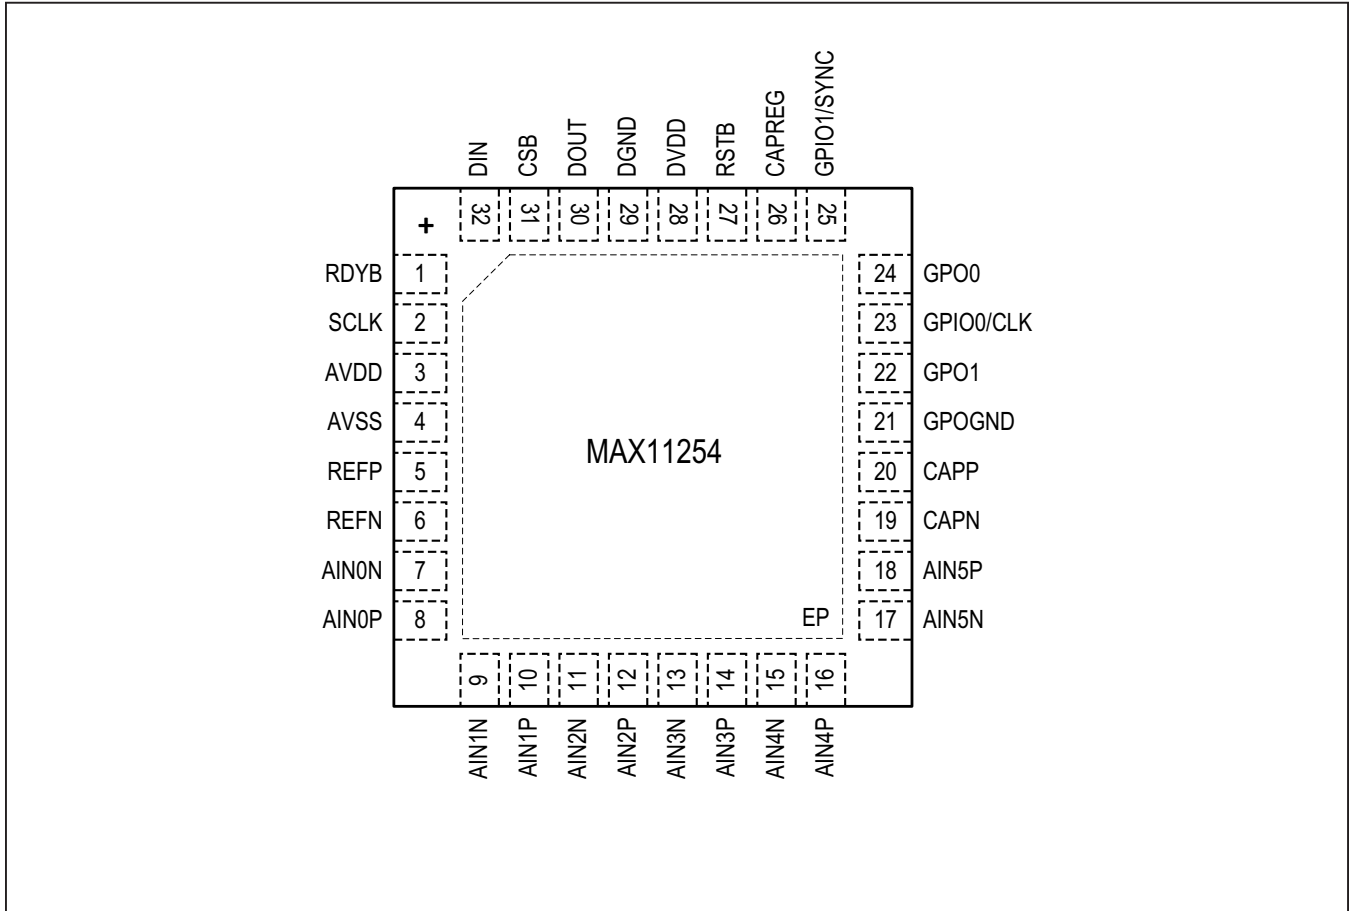 DIN CSB DOUT DGND DVDD RSTB CAPREG GPIO1/SYNC
32 31 30 29 28 27 26 25
+
RDYB 1 24 GPO0
SCLK 2 23 GPIO0/CLK
AVDD 3 22 GPO1
AVSS 4 21 GPOGND
MAX11254
REFP 5 20 CAPP
REFN 6 19 CAPN
AIN0N 7 18 AIN5P
AIN0P 8 EP 17 AIN5N
9 10 11 12 13 14 15 16
AIN1N AIN1P AIN2N AIN2P AIN3N AIN3P AIN4N AIN4P